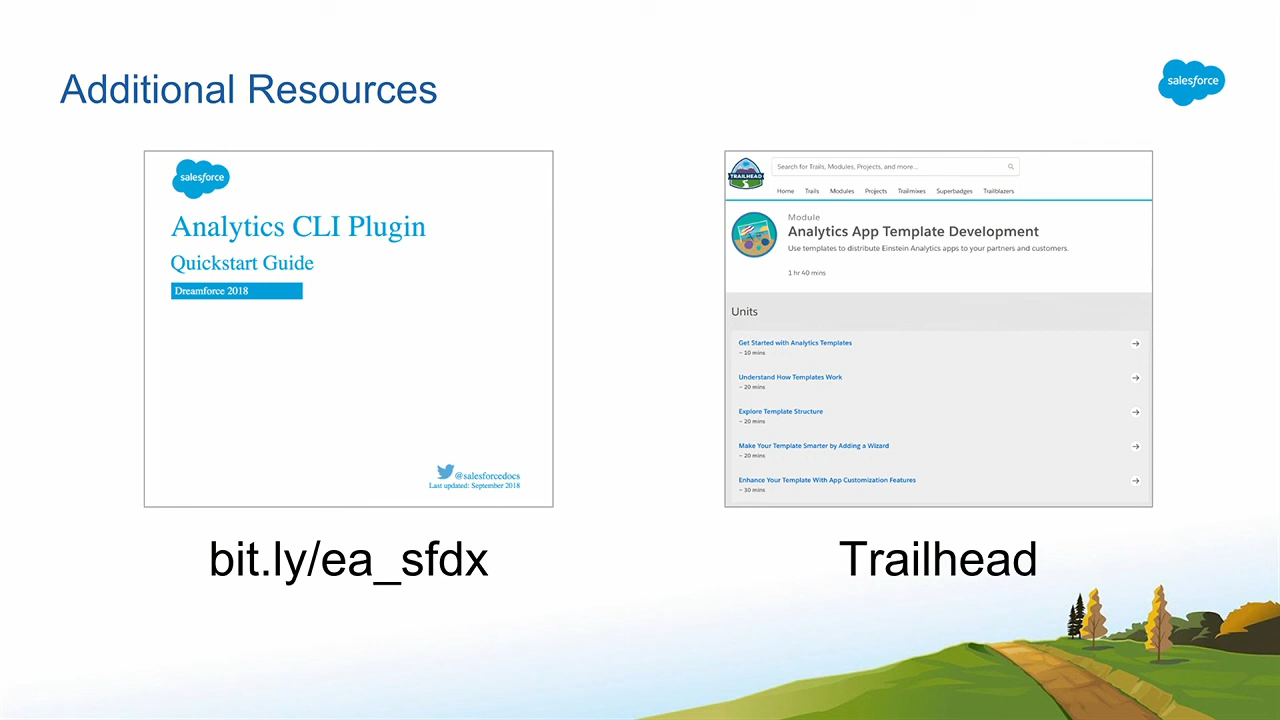 Additional Resources
salesforce
salesforce
Analytics CLI Plugin
Quickstart Guide
Dreamforce 2018
@salesforcedocs
Last updated: September 2018
bit.ly/ea_sfdx
TRAILHEAD
Search for Trails, Modules, Projects, and more...
Home Trails Modules Projects Trailmixes Superbadges Trailblazers
Module
Analytics App Template Development
Use templates to distribute Einstein Analytics apps to your partners and customers.
1 hr 40 mins
Units
Get Started with Analytics Templates
~ 10 mins
Understand How Templates Work
~ 20 mins
Explore Template Structure
~ 20 mins
Make Your Template Smarter by Adding a Wizard
~ 20 mins
Enhance Your Template With App Customization Features
~ 30 mins
Trailhead